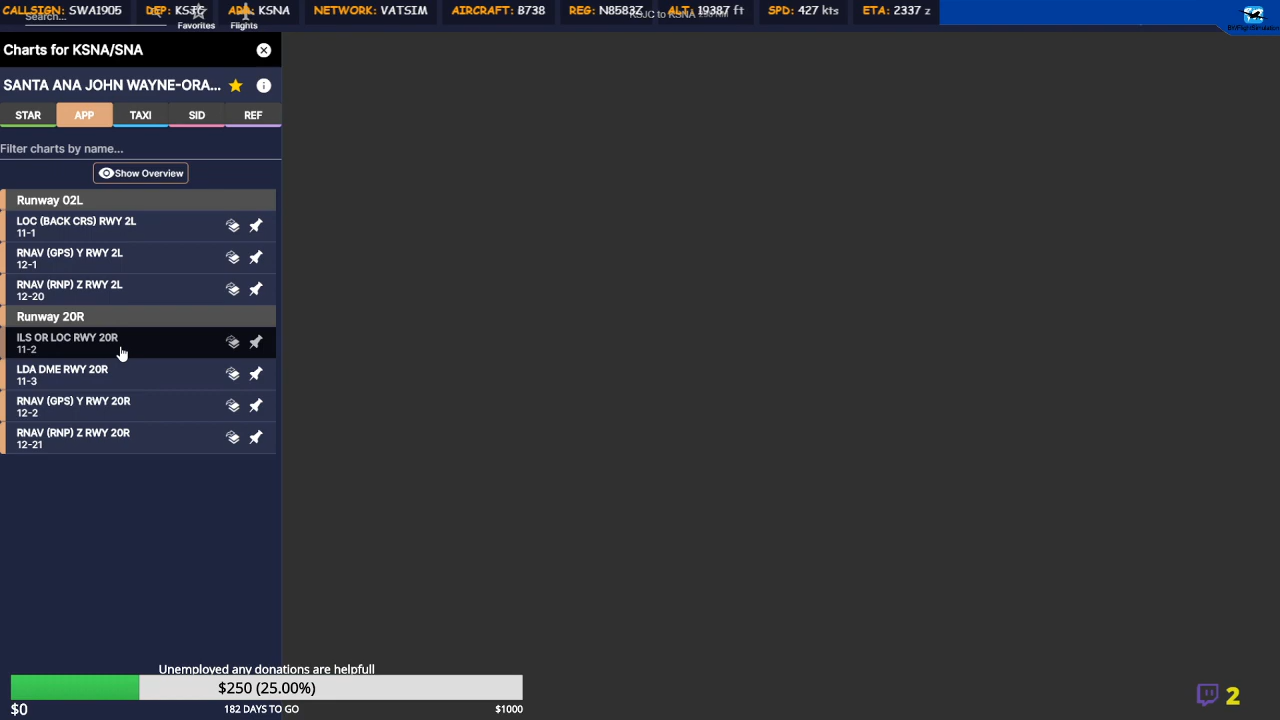 CALLSIGN: SWA1905 DEP: KSJC KSNA NETWORK: VATSIM AIRCRAFT: B738 REG: N8583Z ALT: 19387 ft SPD: 427 kts ETA: 2337 z
Search...
KSJC to KSNA
Favorites
Flights
Charts for KSNA/SNA
SANTA ANA JOHN WAYNE-ORA...
STAR APP TAXI SID REF
Filter charts by name...
Show Overview
Runway 02L
LOC (BACK CRS) RWY 2L
11-1
RNAV (GPS) Y RWY 2L
12-1
RNAV (RNP) Z RWY 2L
12-20
Runway 20R
ILS OR LOC RWY 20R
11-2
LDA DME RWY 20R
11-3
RNAV (GPS) Y RWY 20R
12-2
RNAV (RNP) Z RWY 20R
12-21
Unemployed any donations are helpfull
$250 (25.00%)
$0 182 DAYS TO GO $1000
2